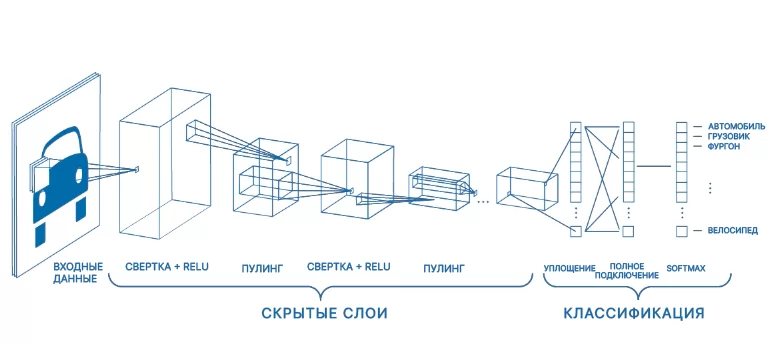 АВТОМОБИЛЬ
ГРУЗОВИК
ФУРГОН
ВЕЛОСИПЕД
ВХОДНЫЕ
ДАННЫЕ
СВЕРТКА + RELU
ПУЛИНГ
СВЕРТКА + RELU
ПУЛИНГ
УПЛОЩЕНИЕ
ПОЛНОЕ
ПОДКЛЮЧЕНИЕ
SOFTMAX
СКРЫТЫЕ СЛОИ
КЛАССИФИКАЦИЯ